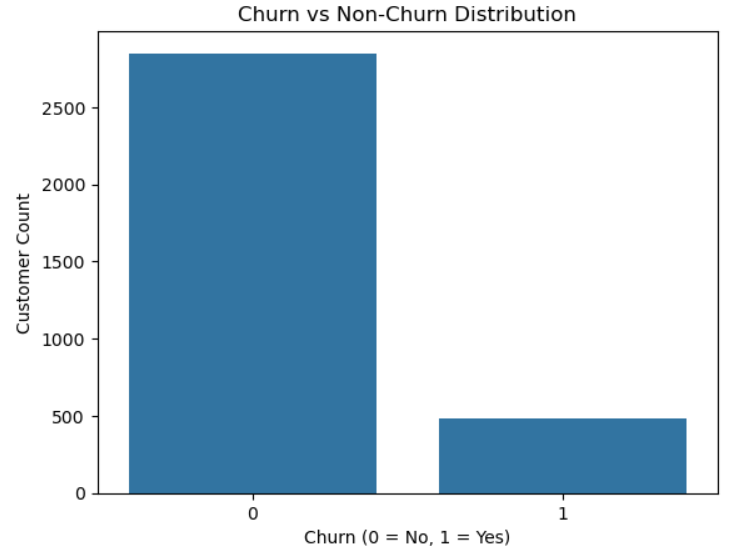 Churn vs Non-Churn Distribution
Customer Count
2500
2000
1500
1000
500
0
0 1
Churn (0 = No, 1 = Yes)